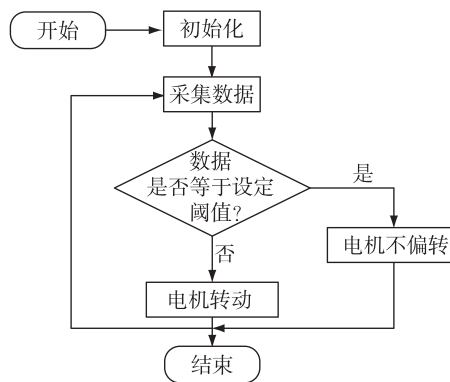 开始
初始化
采集数据
数据
是否等于设定
阈值?
是
否
电机不偏转
电机转动
结束